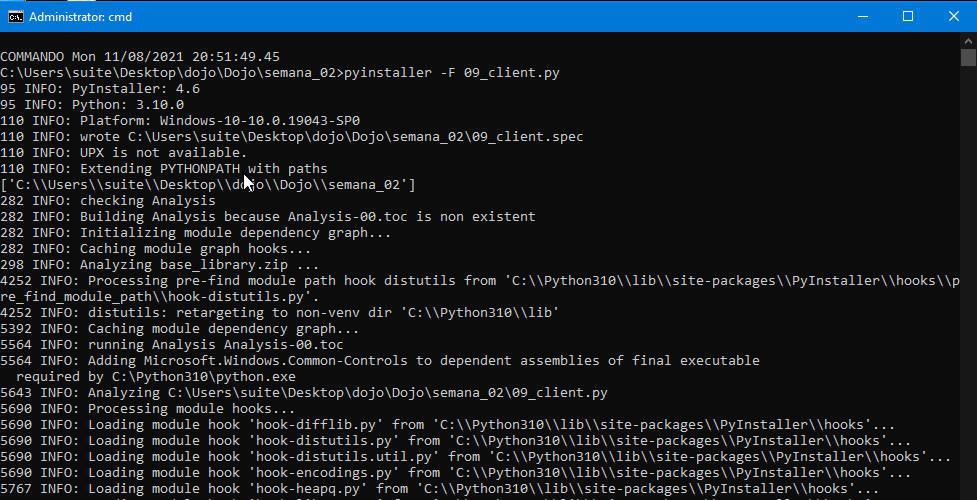 Administrator: cmd
COMMANDO Mon 11/08/2021 20:51:49.45
C:\Users\suite\Desktop\dojo\Dojo\semana_02>pyinstaller -F 09_client.py
95 INFO: PyInstaller: 4.6
95 INFO: Python: 3.10.0
110 INFO: Platform: Windows-10-10.0.19043-SP0
110 INFO: wrote C:\Users\suite\Desktop\dojo\Dojo\semana_02\09_client.spec
110 INFO: UPX is not available.
110 INFO: Extending PYTHONPATH with paths
['C:\\Users\\suite\\Desktop\\dojo\\Dojo\\semana_02']
282 INFO: checking Analysis
282 INFO: Building Analysis because Analysis-00.toc is non existent
282 INFO: Initializing module dependency graph...
282 INFO: Caching module graph hooks...
298 INFO: Analyzing base_library.zip ...
4252 INFO: Processing pre-find module path hook distutils from 'C:\\Python310\\lib\\site-packages\\PyInstaller\\hooks\\p
re_find_module_path\\hook-distutils.py'.
4252 INFO: distutils: retargeting to non-venv dir 'C:\\Python310\\lib'
5392 INFO: Caching module dependency graph...
5564 INFO: running Analysis Analysis-00.toc
5564 INFO: Adding Microsoft.Windows.Common-Controls to dependent assemblies of final executable
  required by C:\Python310\python.exe
5643 INFO: Analyzing C:\Users\suite\Desktop\dojo\Dojo\semana_02\09_client.py
5690 INFO: Processing module hooks...
5690 INFO: Loading module hook 'hook-difflib.py' from 'C:\\Python310\\lib\\site-packages\\PyInstaller\\hooks'...
5690 INFO: Loading module hook 'hook-distutils.py' from 'C:\\Python310\\lib\\site-packages\\PyInstaller\\hooks'...
5690 INFO: Loading module hook 'hook-distutils.util.py' from 'C:\\Python310\\lib\\site-packages\\PyInstaller\\hooks'...
5690 INFO: Loading module hook 'hook-encodings.py' from 'C:\\Python310\\lib\\site-packages\\PyInstaller\\hooks'...
5767 INFO: Loading module hook 'hook-heapq.py' from 'C:\\Python310\\lib\\site-packages\\PyInstaller\\hooks'...